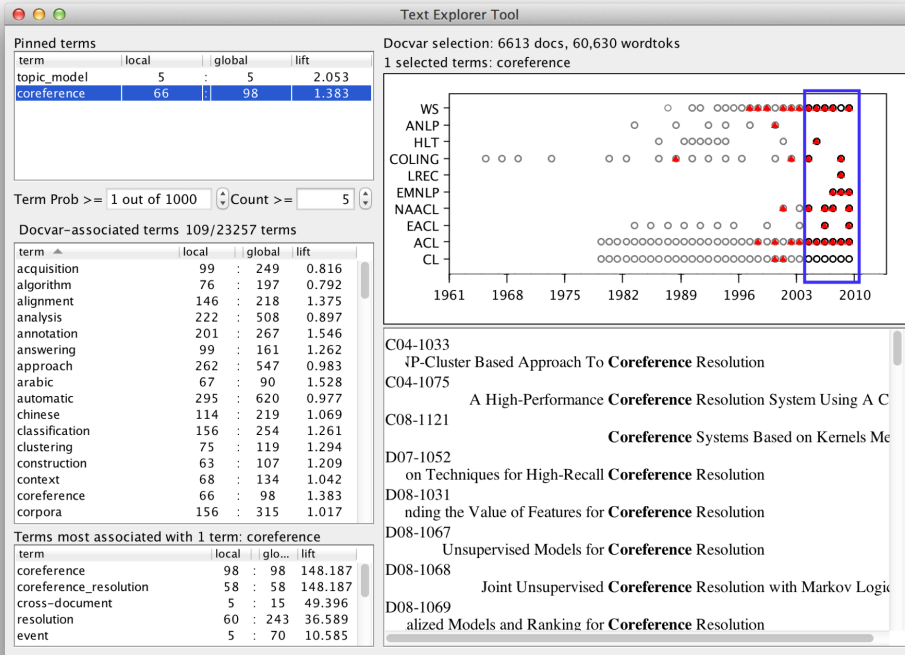 Text Explorer Tool
Pinned terms
term local global lift
topic_model 5 : 5 2.053
coreference 66 : 98 1.383
Term Prob >= 1 out of 1000 Count >= 5
Docvar-associated terms 109/23257 terms
term local global lift
acquisition 99 : 249 0.816
algorithm 76 : 197 0.792
alignment 146 : 218 1.375
analysis 222 : 508 0.897
annotation 201 : 267 1.546
answering 99 : 161 1.262
approach 262 : 547 0.983
arabic 67 : 90 1.528
automatic 295 : 620 0.977
chinese 114 : 219 1.069
classification 156 : 254 1.261
clustering 75 : 119 1.294
construction 63 : 107 1.209
context 68 : 134 1.042
coreference 66 : 98 1.383
corpora 156 : 315 1.017
Terms most associated with 1 term: coreference
term local glo... lift
coreference 98 : 98 148.187
coreference_resolution 58 : 58 148.187
cross-document 5 : 15 49.396
resolution 60 : 243 36.589
event 5 : 70 10.585
Docvar selection: 6613 docs, 60,630 wordtoks
1 selected terms: coreference
WS
ANLP
HLT
COLING
LREC
EMNLP
NAACL
EACL
ACL
CL
1961 1968 1975 1982 1989 1996 2003 2010
C04-1033
NP-Cluster Based Approach To Coreference Resolution
C04-1075
A High-Performance Coreference Resolution System Using A C
C08-1121
Coreference Systems Based on Kernels Me
D07-1052
on Techniques for High-Recall Coreference Resolution
D08-1031
nding the Value of Features for Coreference Resolution
D08-1067
Unsupervised Models for Coreference Resolution
D08-1068
Joint Unsupervised Coreference Resolution with Markov Logic
D08-1069
alized Models and Ranking for Coreference Resolution